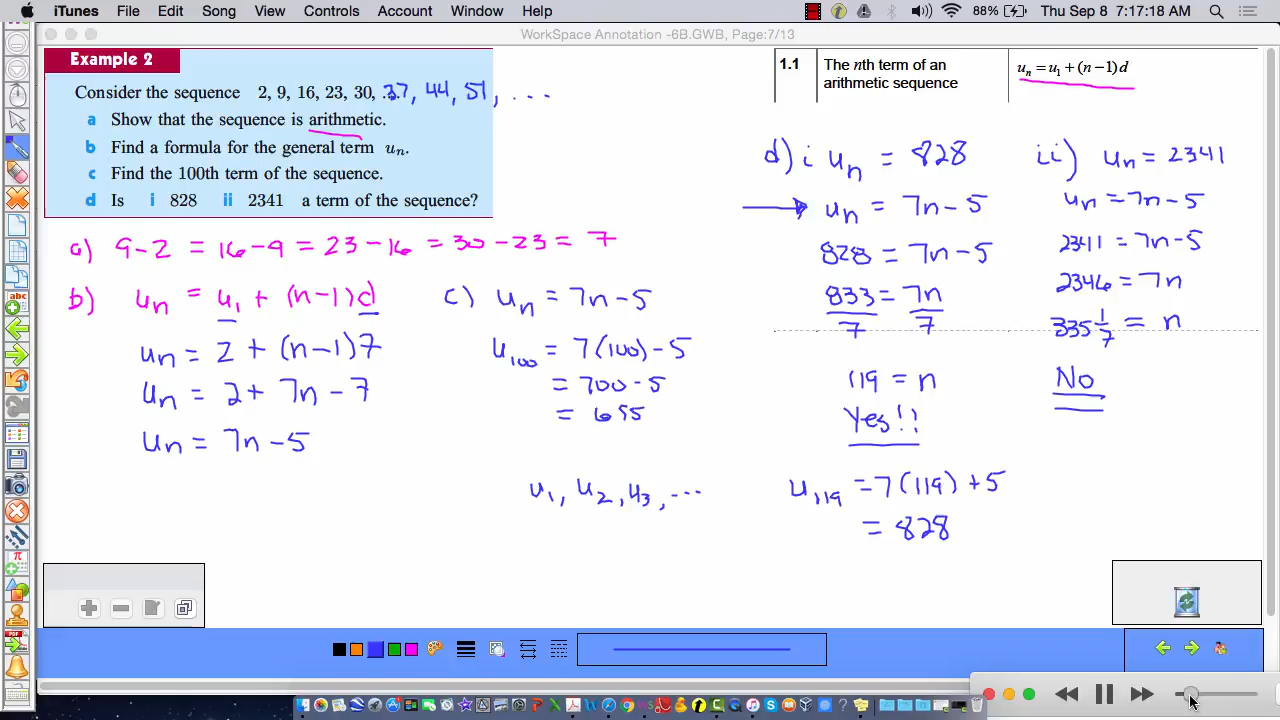 iTunes File Edit Song View Controls Account Window Help 88% Thu Sep 8 7:17:18 AM
WorkSpace Annotation -6B.GWB, Page:7/13
Example 2
Consider the sequence 2, 9, 16, 23, 30, 37, 44, 51, ...
a Show that the sequence is arithmetic.
b Find a formula for the general term uₙ.
c Find the 100th term of the sequence.
d Is i 828 ii 2341 a term of the sequence?
1.1 The nth term of an arithmetic sequence uₙ = u₁ + (n−1)d
a) 9-2 = 16-9 = 23-16 = 30-23 = 7
b) uₙ = u₁ + (n-1)d
uₙ = 2 + (n-1)7
uₙ = 2 + 7n - 7
uₙ = 7n - 5
c) uₙ = 7n - 5
u₁₀₀ = 7(100) - 5
= 700 - 5
= 695
u₁, u₂, u₃, ...
d) i uₙ = 828
uₙ = 7n - 5
828 = 7n - 5
833 = 7n
7 7
119 = n
Yes!!
u₁₁₉ = 7(119) + 5
= 828
ii) uₙ = 2341
uₙ = 7n - 5
2341 = 7n - 5
2346 = 7n
335 1/7 = n
No